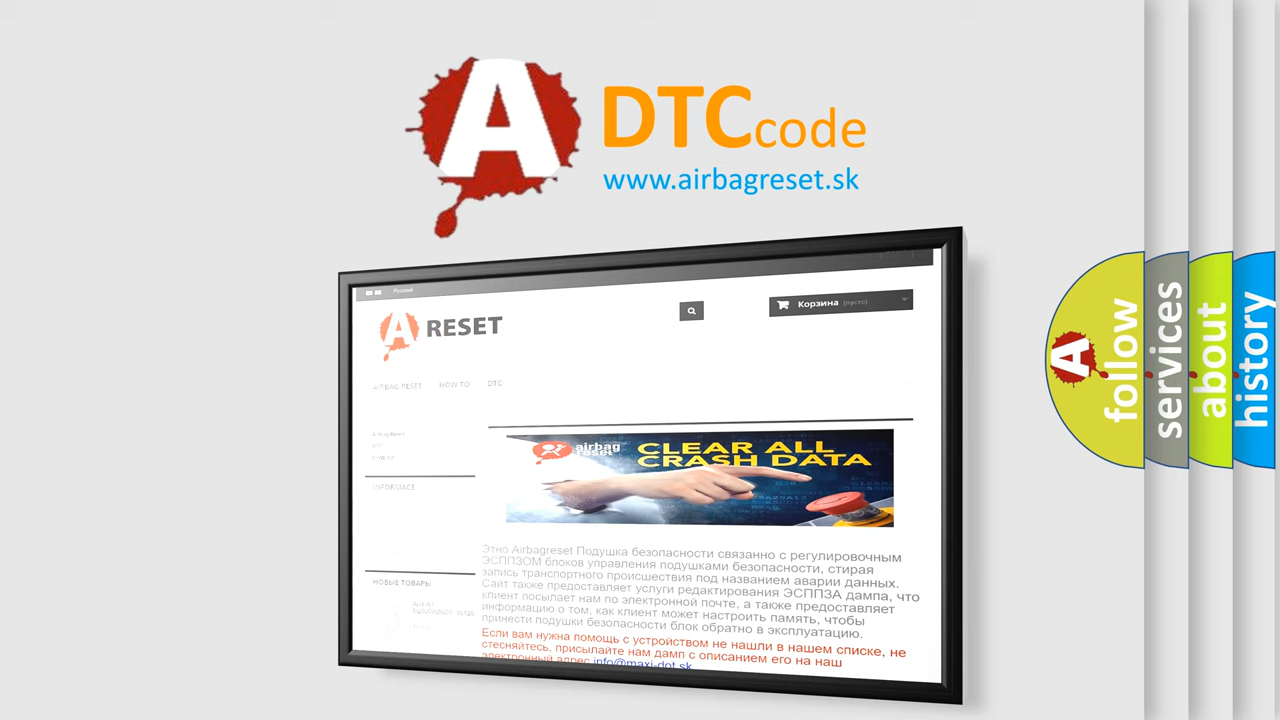 A DTCcode
www.airbagreset.sk
Русский
A RESET
Корзина (пусто)
AIRBAG RESET HOW TO DTC
Airbag Reset
HOW TO
INFORMACE
airbag
reset
CLEAR ALL
CRASH DATA
НОВЫЕ ТОВАРЫ
Этно Airbagreset Подушка безопасности связанно с регулировочным
ЭСППЗОМ блоков управления подушками безопасности, стирая
запись транспортного происшествия под названием аварии данных.
Сайт также предоставляет услуги редактирования ЭСППЗА дампа, что
клиент посылает нам по электронной почте, а также предоставляет
информацию о том, как клиент может настроить память, чтобы
принести подушки безопасности блок обратно в эксплуатацию.
Если вам нужна помощь с устройством не нашли в нашем списке, не
стесняйтесь, присылайте нам дамп с описанием его на наш
электронный адрес info@maxi-dot.sk
A
follow
services
about
history